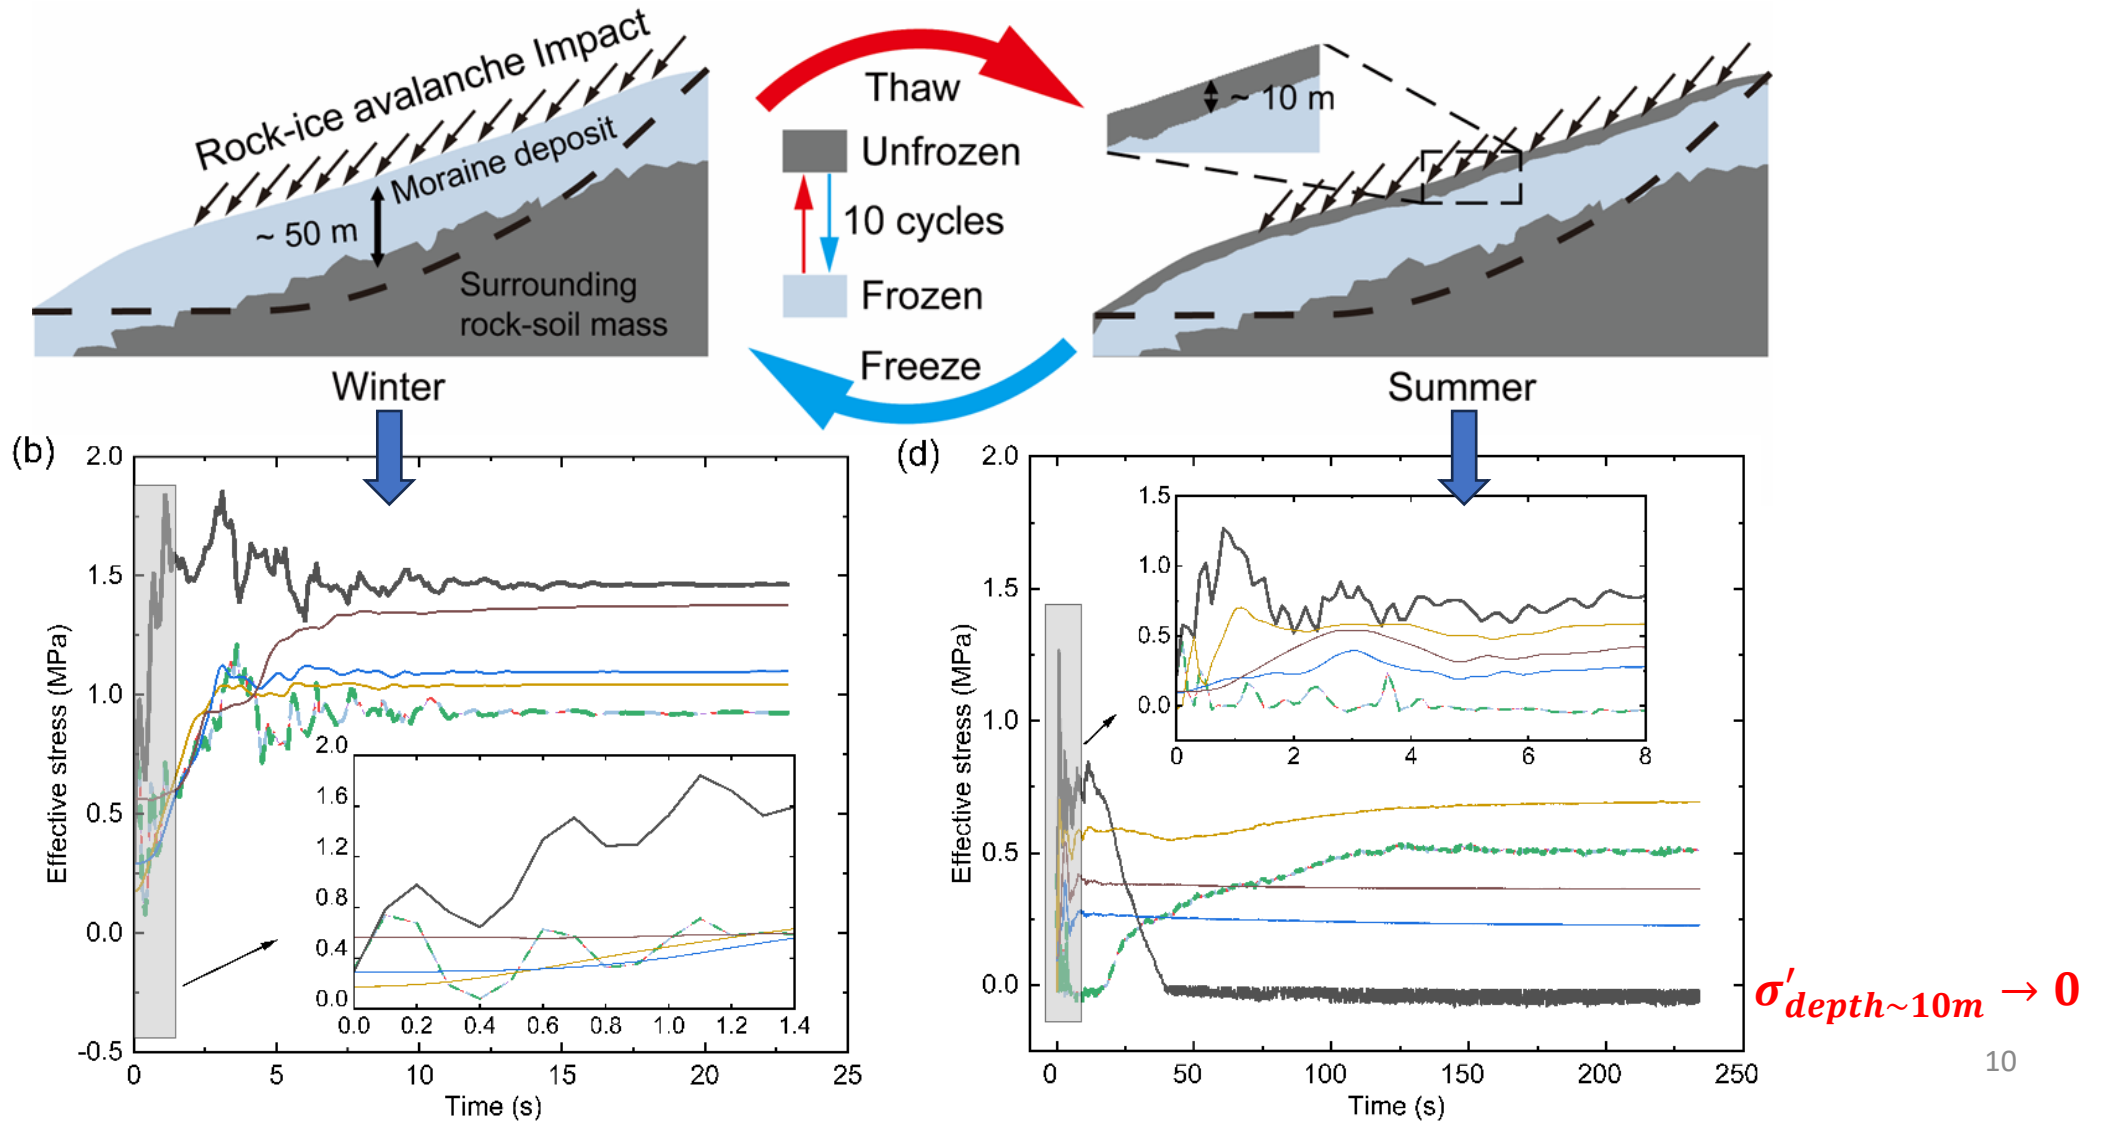 Rock-ice avalanche Impact
Moraine deposit
~ 50 m
Surrounding
rock-soil mass
Winter
Thaw
Unfrozen
10 cycles
Frozen
Freeze
~ 10 m
Summer
(b)
2.0
1.5
1.0
0.5
0.0
-0.5
Effective stress (MPa)
0 5 10 15 20 25
Time (s)
2.0
1.6
1.2
0.8
0.4
0.0
0.0 0.2 0.4 0.6 0.8 1.0 1.2 1.4
(d)
2.0
1.5
1.0
0.5
0.0
Effective stress (MPa)
0 50 100 150 200 250
Time (s)
1.5
1.0
0.5
0.0
0 2 4 6 8
σ′depth~10m → 0
10